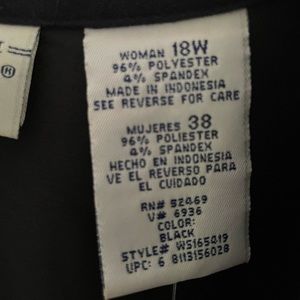 ®
WOMAN 18W
96% POLYESTER
4% SPANDEX
MADE IN INDONESIA
SEE REVERSE FOR CARE
MUJERES 38
96% POLIESTER
4% SPANDEX
HECHO EN INDONESIA
VE EL REVERSO PARA
EL CUIDADO
RN# 52469
V# 6936
COLOR:
BLACK
STYLE# WS165419
UPC: 6 8113156028